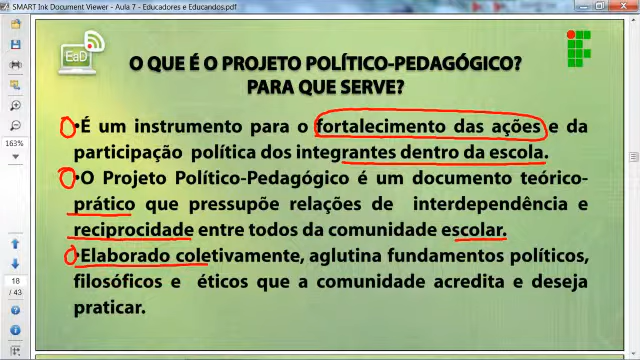 SMART Ink Document Viewer - Aula 7 - Educadores e Educandos.pdf
EaD
O QUE É O PROJETO POLÍTICO-PEDAGÓGICO?
PARA QUE SERVE?
163%
•É um instrumento para o fortalecimento das ações e da
participação política dos integrantes dentro da escola.
•O Projeto Político-Pedagógico é um documento teórico-
prático que pressupõe relações de interdependência e
reciprocidade entre todos da comunidade escolar.
•Elaborado coletivamente, aglutina fundamentos políticos,
filosóficos e éticos que a comunidade acredita e deseja
praticar.
18
/ 43